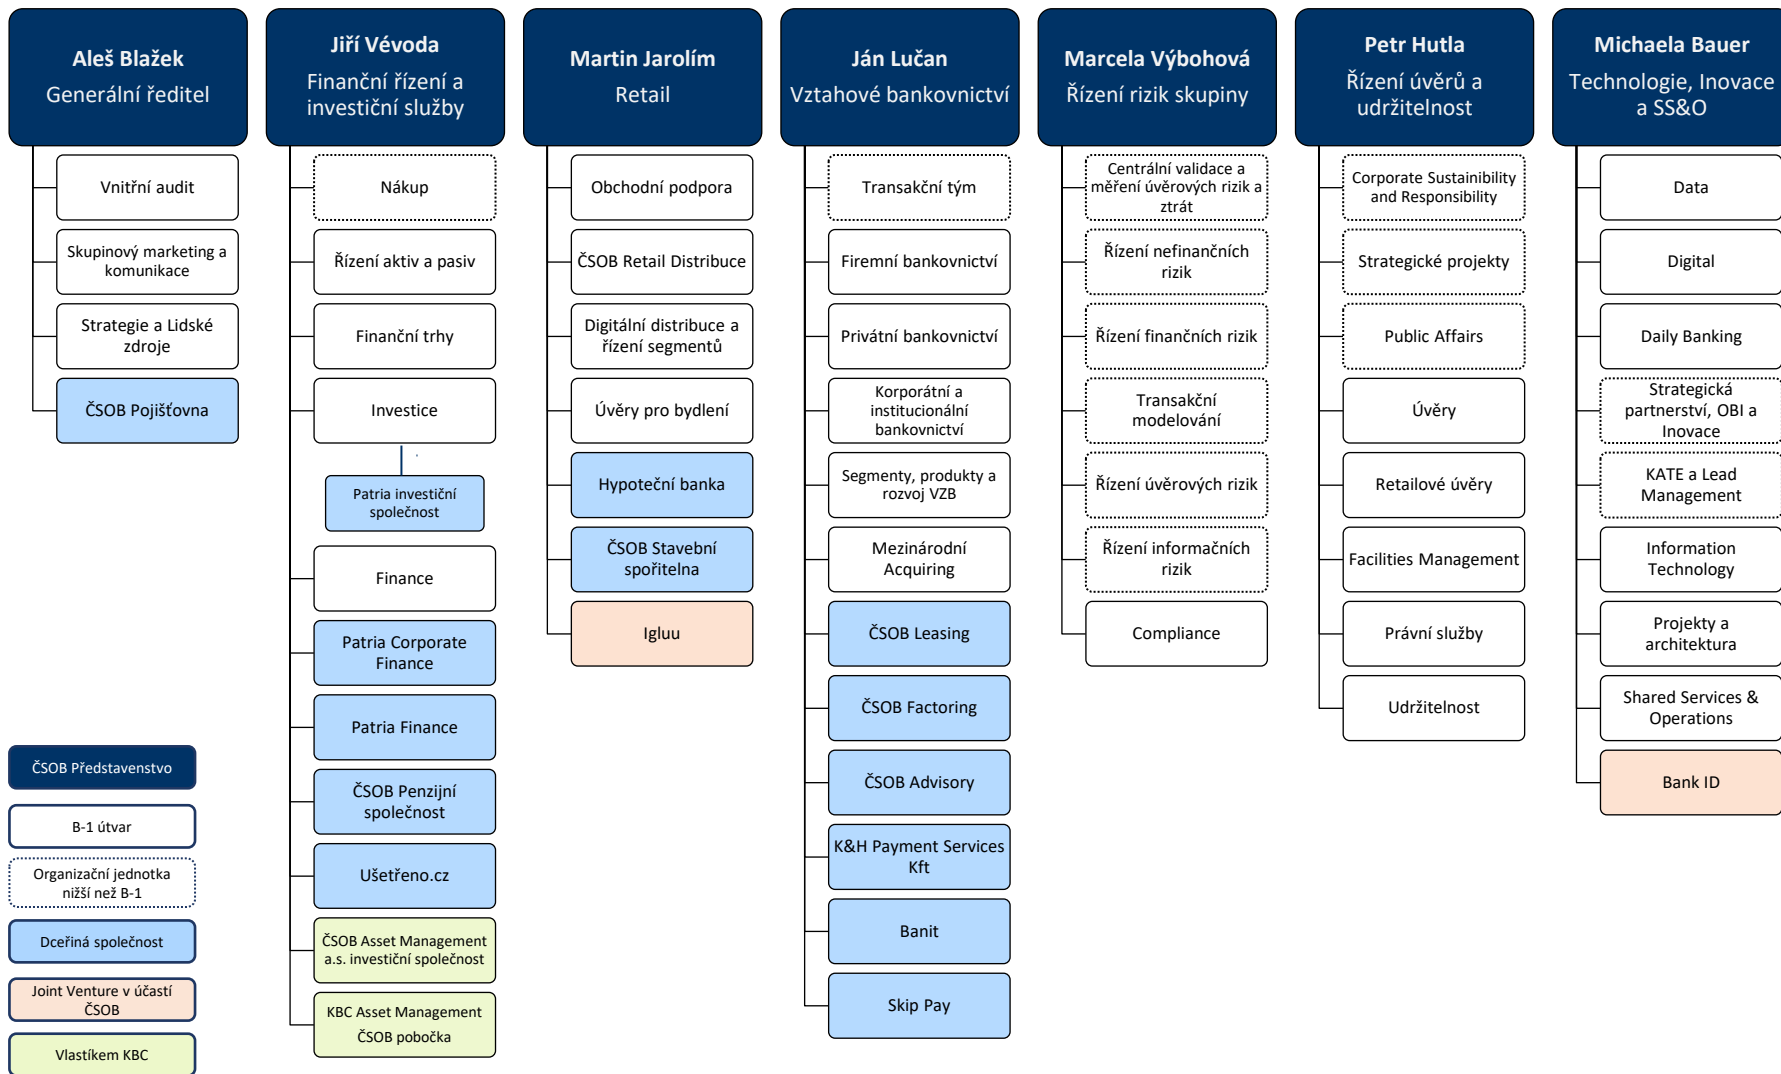 Aleš Blažek
Generální ředitel
Vnitřní audit
Skupinový marketing a
komunikace
Strategie a Lidské
zdroje
ČSOB Pojišťovna
Jiří Vévoda
Finanční řízení a
investiční služby
Nákup
Řízení aktiv a pasiv
Finanční trhy
Investice
Patria investiční
společnost
Finance
Patria Corporate
Finance
Patria Finance
ČSOB Penzijní
společnost
Ušetřeno.cz
ČSOB Asset Management
a.s. investiční společnost
KBC Asset Management
ČSOB pobočka
Martin Jarolím
Retail
Obchodní podpora
ČSOB Retail Distribuce
Digitální distribuce a
řízení segmentů
Úvěry pro bydlení
Hypoteční banka
ČSOB Stavební
spořitelna
Igluu
Ján Lučan
Vztahové bankovnictví
Transakční tým
Firemní bankovnictví
Privátní bankovnictví
Korporátní a
institucionální
bankovnictví
Segmenty, produkty a
rozvoj VZB
Mezinárodní
Acquiring
ČSOB Leasing
ČSOB Factoring
ČSOB Advisory
K&H Payment Services
Kft
Banit
Skip Pay
Marcela Výbohová
Řízení rizik skupiny
Centrální validace a
měření úvěrových rizik a
ztrát
Řízení nefinančních
rizik
Řízení finančních rizik
Transakční
modelování
Řízení úvěrových rizik
Řízení informačních
rizik
Compliance
Petr Hutla
Řízení úvěrů a
udržitelnost
Corporate Sustainibility
and Responsibility
Strategické projekty
Public Affairs
Úvěry
Retailové úvěry
Facilities Management
Právní služby
Udržitelnost
Michaela Bauer
Technologie, Inovace
a SS&O
Data
Digital
Daily Banking
Strategická
partnerství, OBI a
Inovace
KATE a Lead
Management
Information
Technology
Projekty a
architektura
Shared Services &
Operations
Bank ID
ČSOB Představenstvo
B-1 útvar
Organizační jednotka
nižší než B-1
Dceřiná společnost
Joint Venture v účastí
ČSOB
Vlastíkem KBC